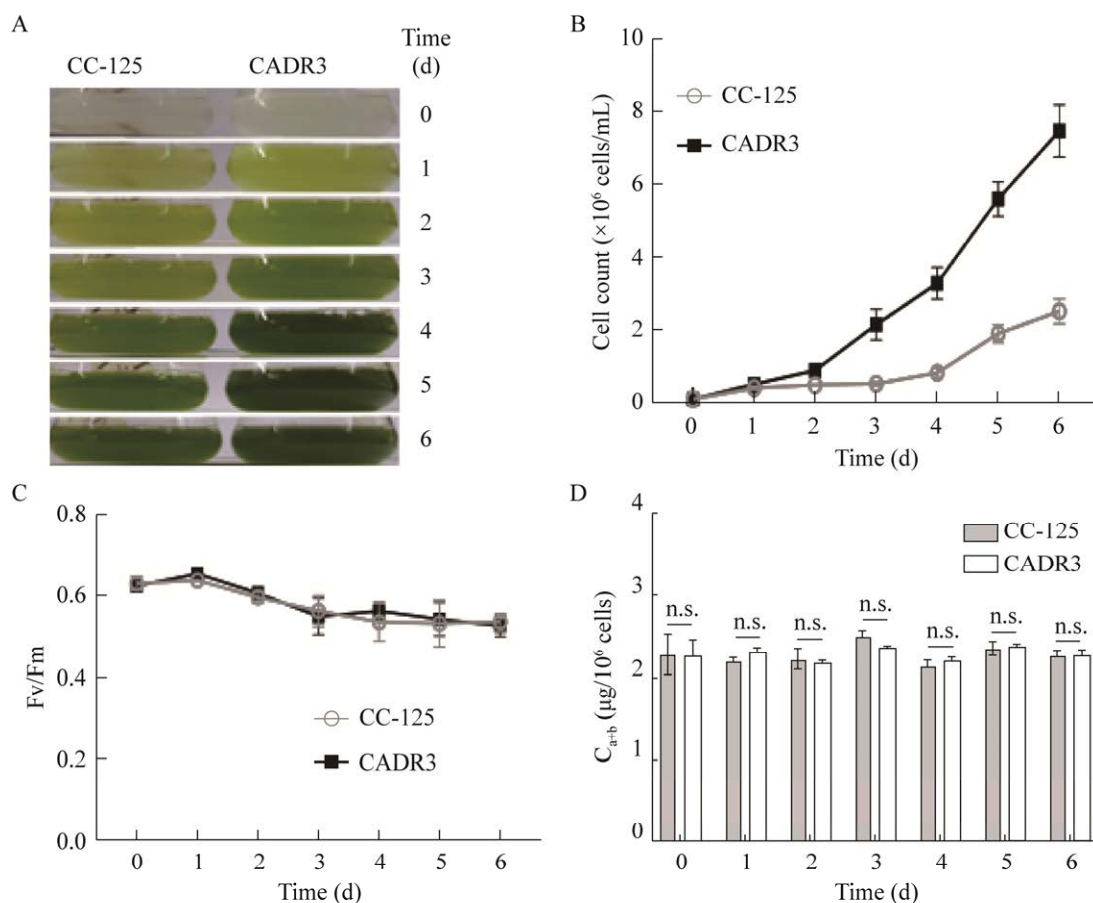 A
CC-125 CADR3 Time
(d)
0
1
2
3
4
5
6
B
Cell count (×10⁶ cells/mL)
10
8
6
4
2
0
CC-125
CADR3
0 1 2 3 4 5 6
Time (d)
C
Fv/Fm
0.8
0.6
0.4
0.2
0.0
CC-125
CADR3
0 1 2 3 4 5 6
Time (d)
D
Cₐ₊b (μg/10⁶ cells)
4
3
2
1
0
CC-125
CADR3
n.s. n.s. n.s. n.s. n.s. n.s. n.s.
0 1 2 3 4 5 6
Time (d)